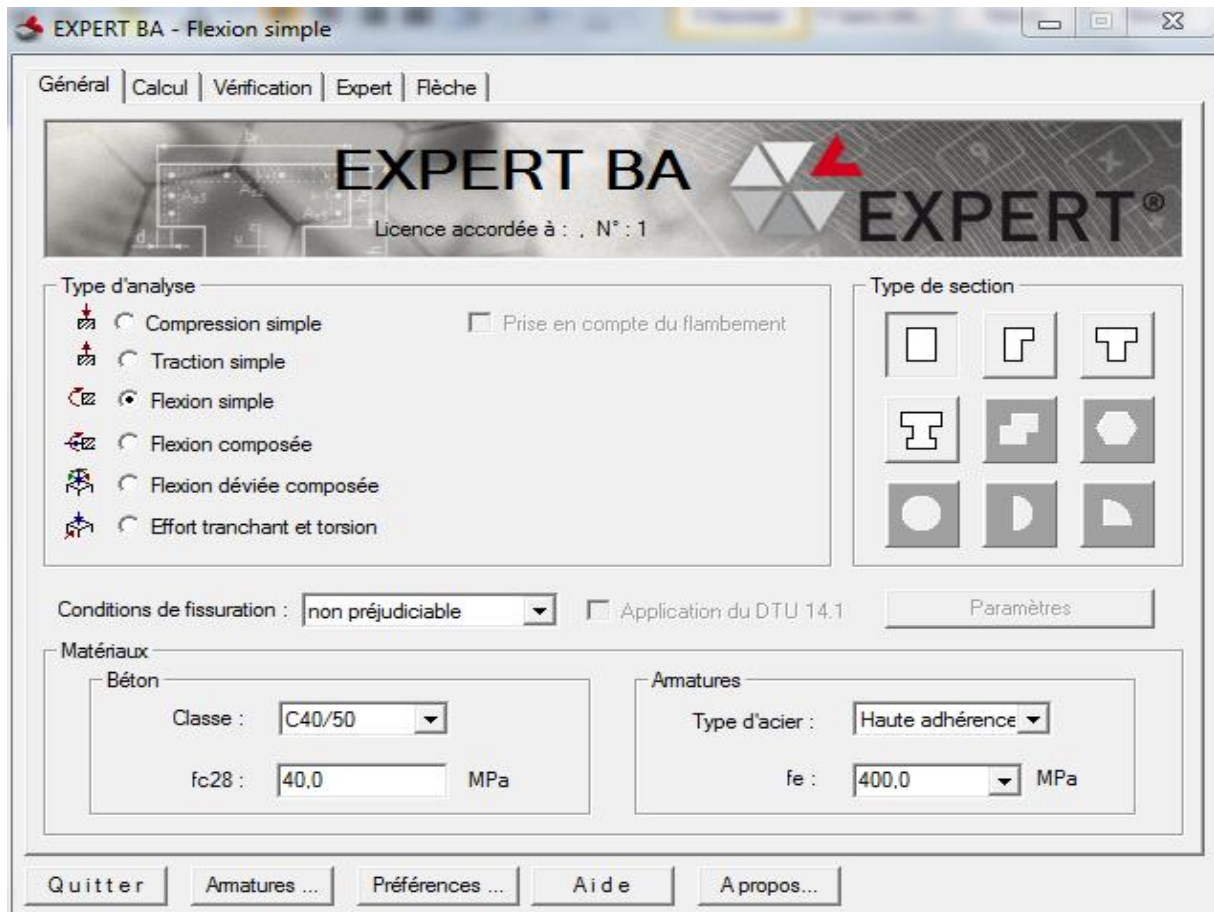 EXPERT BA - Flexion simple
Général Calcul Vérification Expert Flèche
EXPERT BA
Licence accordée à : , N° : 1
EXPERT®
Type d'analyse
Compression simple
Prise en compte du flambement
Traction simple
Flexion simple
Flexion composée
Flexion déviée composée
Effort tranchant et torsion
Type de section
Conditions de fissuration : non préjudiciable
Application du DTU 14.1
Paramètres
Matériaux
Béton
Classe : C40/50
fc28 : 40,0 MPa
Armatures
Type d'acier : Haute adhérence
fe : 400,0 MPa
Quitter Armatures ... Préférences ... Aide A propos...